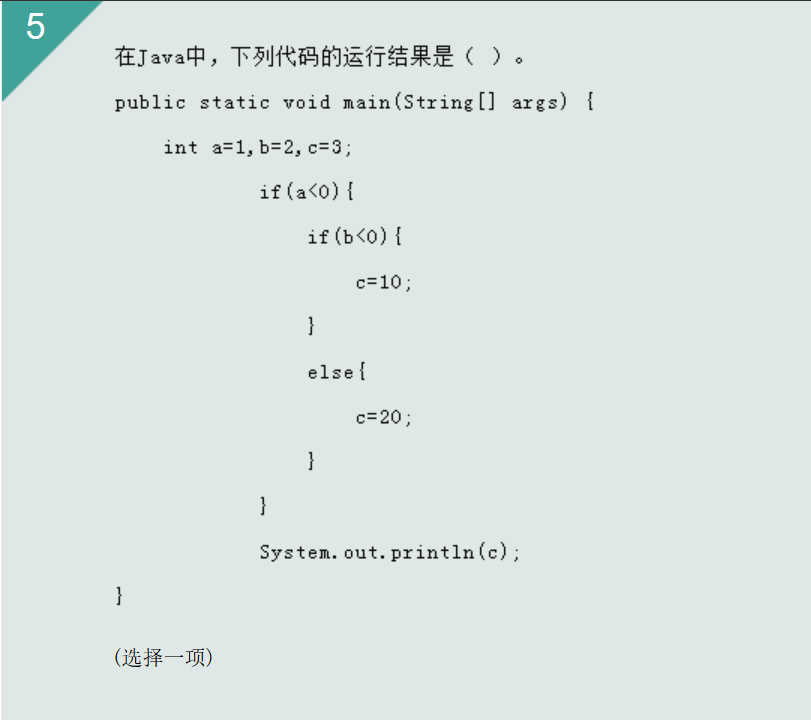 5
在Java中，下列代码的运行结果是（ ）。
public static void main(String[] args) {
int a=1,b=2,c=3;
if(a<0){
if(b<0){
c=10;
}
else{
c=20;
}
}
System.out.println(c);
}
(选择一项)